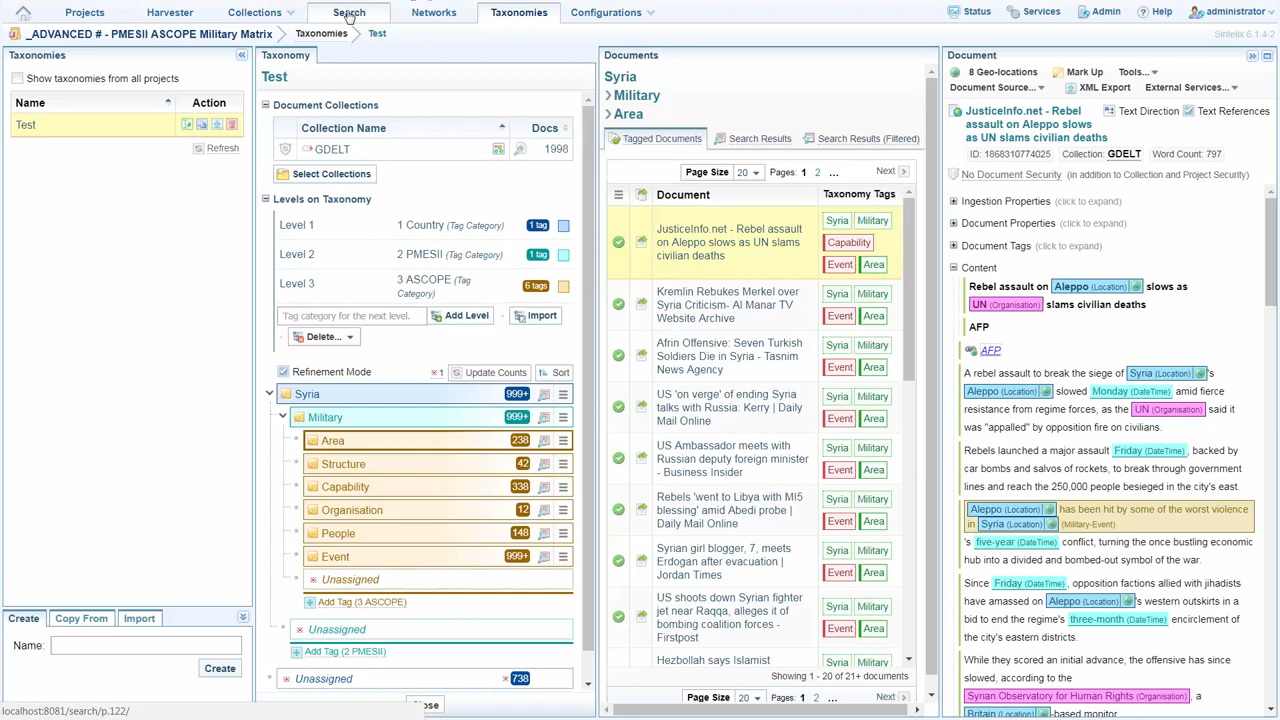 Projects Harvester Collections Search Networks Taxonomies Configurations Status Services Admin Help administrator
_ADVANCED # - PMESII ASCOPE Military Matrix Taxonomies Test Sintelix 6.1 4-2
Taxonomies
Show taxonomies from all projects
Name Action
Test
Refresh
Create Copy From Import
Name:
Create
localhost:8081/search/p.122/
Taxonomy
Test
Document Collections
Collection Name Docs
GDELT 1998
Select Collections
Levels on Taxonomy
Level 1 1 Country (Tag Category) 1 tag
Level 2 2 PMESII (Tag Category) 1 tag
Level 3 3 ASCOPE (Tag
Category) 6 tags
Tag category for the next level. Add Level Import
Delete...
Refinement Mode 1 Update Counts Sort
Syria 999+
Military 999+
Area 238
Structure 42
Capability 338
Organisation 12
People 148
Event 999+
Unassigned
Add Tag (3 ASCOPE)
Unassigned
Add Tag (2 PMESII)
Unassigned 738
Documents
Syria
Military
Area
Tagged Documents Search Results Search Results (Filtered)
Page Size 20 Pages: 1 2 ... Next
Document Taxonomy Tags
JusticeInfo.net - Rebel assault on Aleppo slows as UN slams civilian deaths Syria Military Capability Event Area
Kremlin Rebukes Merkel over Syria Criticism- Al Manar TV Website Archive Syria Military Event Area
Afrin Offensive: Seven Turkish Soldiers Die in Syria - Tasnim News Agency Syria Military Event Area
US 'on verge' of ending Syria talks with Russia: Kerry | Daily Mail Online Syria Military Event Area
US Ambassador meets with Russian deputy foreign minister - Business Insider Syria Military Event Area
Rebels 'went to Libya with MI5 blessing' amid Abedi probe | Daily Mail Online Syria Military Event Area
Syrian girl blogger, 7, meets Erdogan after evacuation | Jordan Times Syria Military Event Area
US shoots down Syrian fighter jet near Raqqa, alleges it of bombing coalition forces - Firstpost Syria Military Event Area
Hezbollah says Islamist Syria Military
Showing 1 - 20 of 21+ documents
Page Size 20 Pages: 1 2 ... Next
Document
8 Geo-locations Mark Up Tools...
Document Source... XML Export External Services...
JusticeInfo.net - Rebel Text Direction Text References
assault on Aleppo slows
as UN slams civilian deaths
ID: 1868310774025 Collection: GDELT Word Count: 797
No Document Security (in addition to Collection and Project Security)
Ingestion Properties (click to expand)
Document Properties (click to expand)
Document Tags (click to expand)
Content
Rebel assault on Aleppo (Location) slows as
UN (Organisation) slams civilian deaths
AFP
AFP
A rebel assault to break the siege of Syria (Location) 's
Aleppo (Location) slowed Monday (DateTime) amid fierce
resistance from regime forces, as the UN (Organisation) said it
was "appalled" by opposition fire on civilians.
Rebels launched a major assault Friday (DateTime) , backed by
car bombs and salvos of rockets, to break through government
lines and reach the 250,000 people besieged in the city's east.
Aleppo (Location) has been hit by some of the worst violence
in Syria (Location) (Military-Event)
's five-year (DateTime) conflict, turning the once bustling economic
hub into a divided and bombed-out symbol of the war.
Since Friday (DateTime) , opposition factions allied with jihadists
have amassed on Aleppo (Location) 's western outskirts in a
bid to end the regime's three-month (DateTime) encirclement of
the city's eastern districts.
While they scored an initial advance, the offensive has since
slowed, according to the
Syrian Observatory for Human Rights (Organisation) , a
Britain (Location) -based monitor.